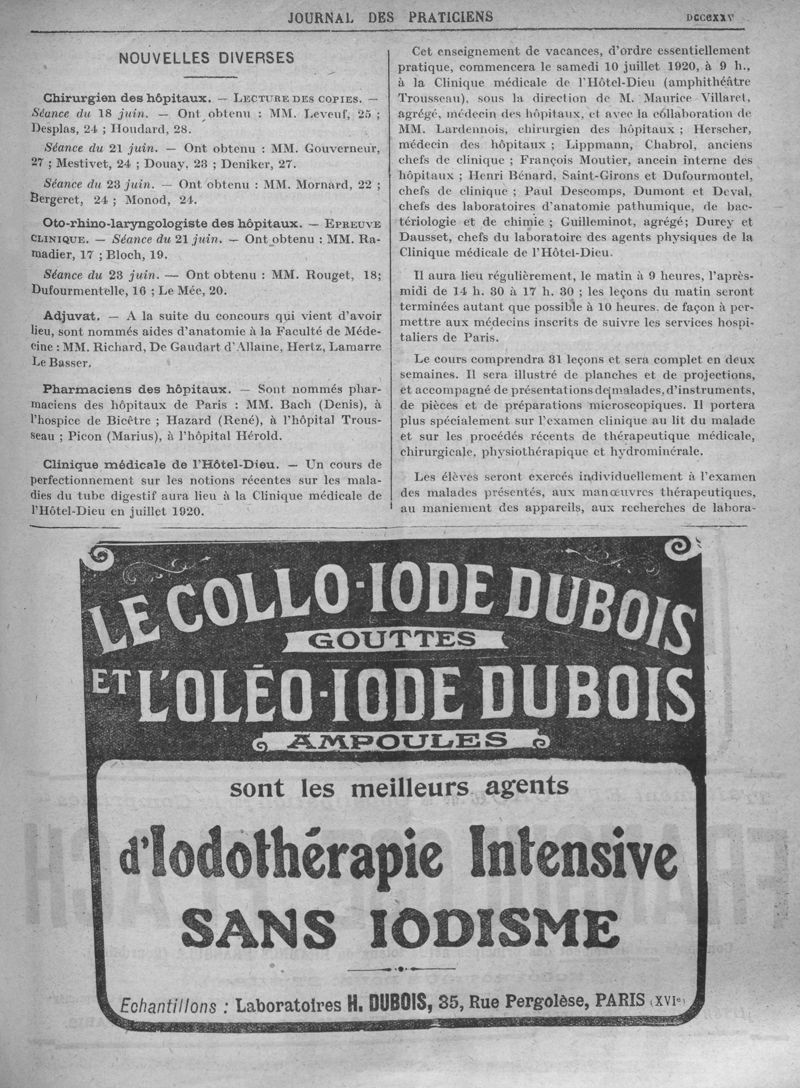 JOURNAL DES PRATICIENS
DCCCXXV
NOUVELLES DIVERSES
Chirurgien des hôpitaux. — LECTURE DES COPIES. —
Séance du 18 juin. — Ont obtenu : MM. Leveuf, 25 ;
Desplas, 24 ; Houdard, 28.
Séance du 21 juin. — Ont obtenu : MM. Gouverneur,
27 ; Mestivet, 24 ; Douay, 23 ; Deniker, 27.
Séance du 23 juin. — Ont obtenu : MM. Mornard, 22 ;
Bergeret, 24 ; Monod, 24.
Oto-rhino-laryngologiste des hôpitaux. — EPREUVE
CLINIQUE. — Séance du 21 juin. — Ont obtenu : MM. Ra-
madier, 17 ; Bloch, 19.
Séance du 23 juin. — Ont obtenu : MM. Rouget, 18;
Dufourmentelle, 16 ; Le Mée, 20.
Adjuvat. — A la suite du concours qui vient d'avoir
lieu, sont nommés aides d'anatomie à la Faculté de Méde-
cine : MM. Richard, De Gaudart d'Allaine, Hertz, Lamarre
Le Basser.
Pharmaciens des hôpitaux. — Sont nommés phar-
maciens des hôpitaux de Paris : MM. Bach (Denis), à
l'hospice de Bicêtre ; Hazard (René), à l'hôpital Trous-
seau ; Picon (Marius), à l'hôpital Hérold.
Clinique médicale de l'Hôtel-Dieu. — Un cours de
perfectionnement sur les notions récentes sur les mala-
dies du tube digestif aura lieu à la Clinique médicale de
l'Hôtel-Dieu en juillet 1920.
Cet enseignement de vacances, d'ordre essentiellement
pratique, commencera le samedi 10 juillet 1920, à 9 h.,
à la Clinique médicale de l'Hôtel-Dieu (amphithéâtre
Trousseau), sous la direction de M. Maurice Villaret,
agrégé, médecin des hôpitaux, et avec la collaboration de
MM. Lardennois, chirurgien des hôpitaux ; Herscher,
médecin des hôpitaux ; Lippmann, Chabrol, anciens
chefs de clinique ; François Moutier, ancein interne des
hôpitaux ; Henri Bénard, Saint-Girons et Dufourmontel,
chefs de clinique ; Paul Descomps, Dumont et Deval,
chefs des laboratoires d'anatomie pathumique, de bac-
tériologie et de chimie ; Guilleminot, agrégé; Durey et
Dausset, chefs du laboratoire des agents physiques de la
Clinique médicale de l'Hôtel-Dieu.
Il aura lieu régulièrement, le matin à 9 heures, l'après-
midi de 14 h. 30 à 17 h. 30 ; les leçons du matin seront
terminées autant que possible à 10 heures. de façon à per-
mettre aux médecins inscrits de suivre les services hospi-
taliers de Paris.
Le cours comprendra 31 leçons et sera complet en deux
semaines. Il sera illustré de planches et de projections,
et accompagné de présentations de malades, d'instruments,
de pièces et de préparations microscopiques. Il portera
plus spécialement sur l'examen clinique au lit du malade
et sur les procédés récents de thérapeutique médicale,
chirurgicale, physiothérapique et hydrominérale.
Les élèves seront exercés individuellement à l'examen
des malades présentés, aux manœuvres thérapeutiques,
au maniement des appareils, aux recherches de labora-
LE COLLO-IODE DUBOIS
GOUTTES
ET L'OLÉO-IODE DUBOIS
AMPOULES
sont les meilleurs agents
d'Iodothérapie Intensive
SANS IODISME
Echantillons : Laboratoires H. DUBOIS, 35, Rue Pergolèse, PARIS (XVIe)